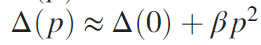 Δ(p) ≈ Δ(0) + βp²